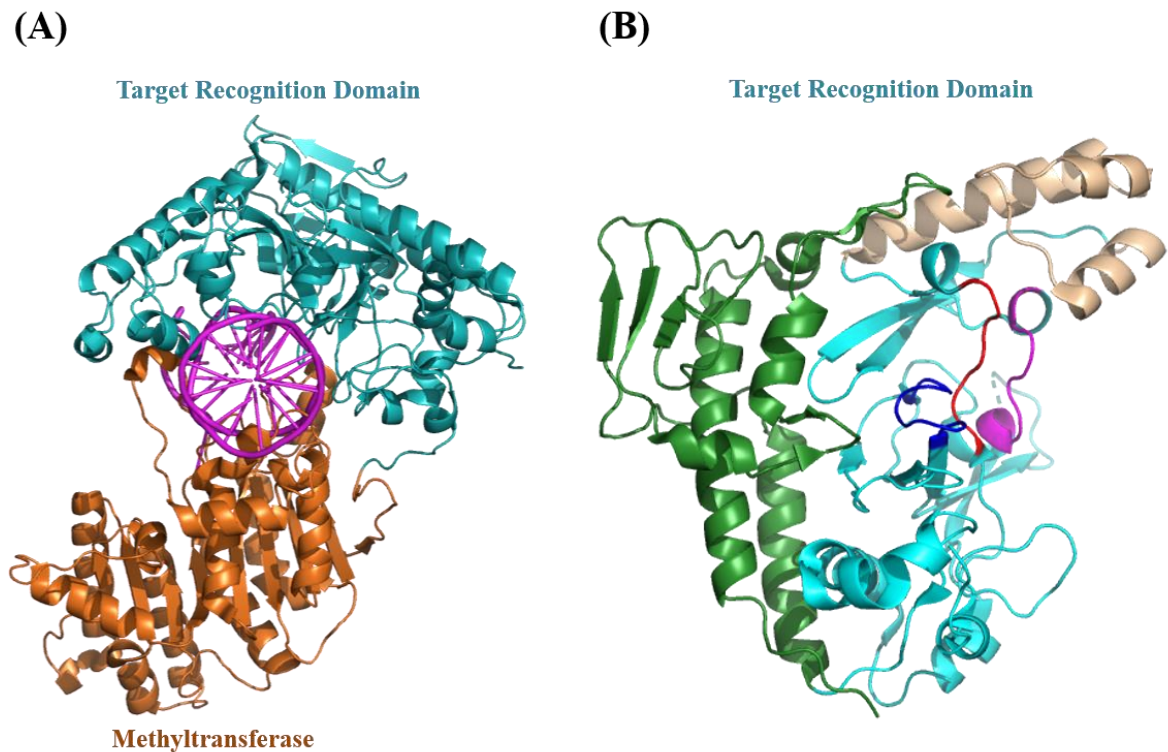 (A)
(B)
Target Recognition Domain
Target Recognition Domain
Methyltransferase